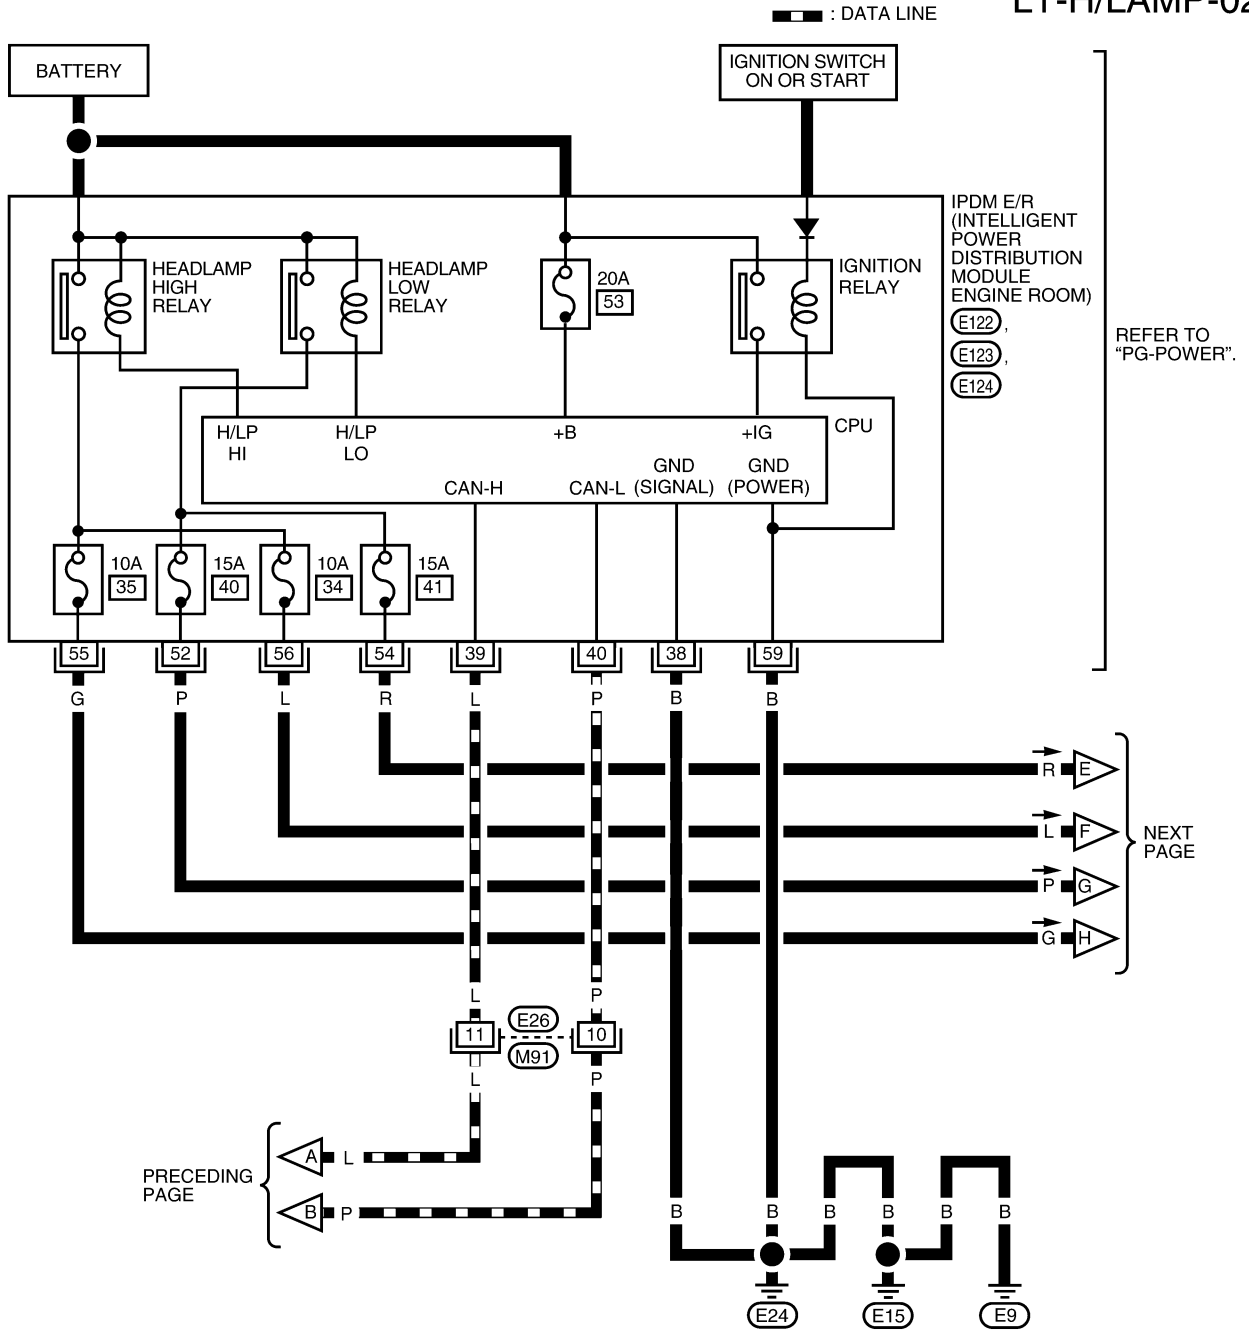 : DATA LINE
BATTERY
IGNITION SWITCH
ON OR START
IPDM E/R
(INTELLIGENT
POWER
DISTRIBUTION
MODULE
ENGINE ROOM)
E122 ,
E123 ,
E124
REFER TO
“PG-POWER”.
HEADLAMP
HIGH
RELAY
HEADLAMP
LOW
RELAY
20A
53
IGNITION
RELAY
H/LP
HI
H/LP
LO
+B
+IG
CPU
CAN-H
CAN-L
GND
(SIGNAL)
GND
(POWER)
10A
35
15A
40
10A
34
15A
41
55
52
56
54
39
40
38
59
G
P
L
R
L
P
B
B
R
E
L
F
P
G
G
H
NEXT
PAGE
L
P
11
E26
M91
10
L
P
PRECEDING
PAGE
A
L
B
P
B
B
B
B
B
B
E24
E15
E9